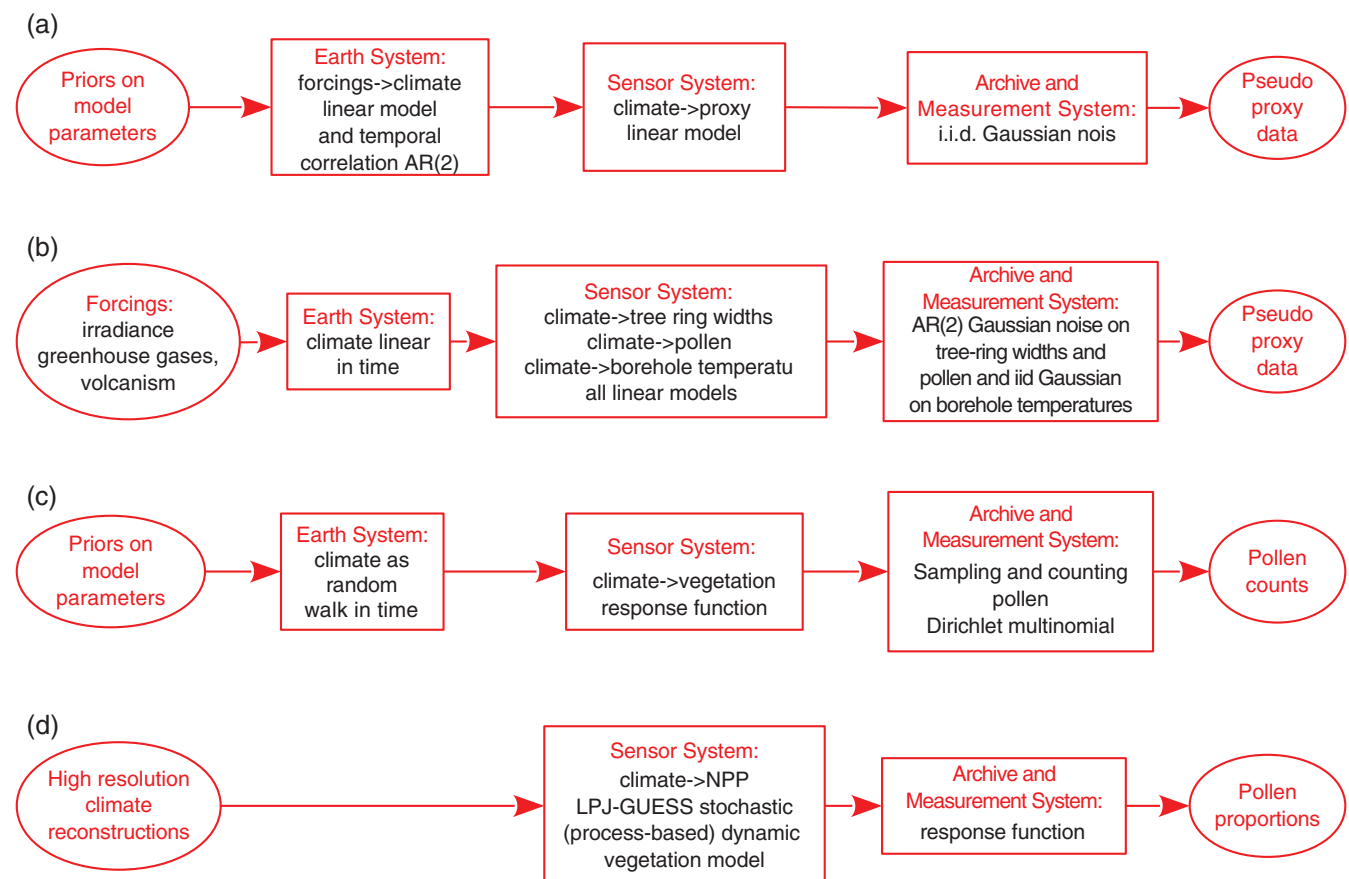 (a)
Priors on
model
parameters
Earth System:
forcings->climate
linear model
and temporal
correlation AR(2)
Sensor System:
climate->proxy
linear model
Archive and
Measurement System:
i.i.d. Gaussian nois
Pseudo
proxy
data
(b)
Forcings:
irradiance
greenhouse gases,
volcanism
Earth System:
climate linear
in time
Sensor System:
climate->tree ring widths
climate->pollen
climate->borehole temperatu
all linear models
Archive and
Measurement System:
AR(2) Gaussian noise on
tree-ring widths and
pollen and iid Gaussian
on borehole temperatures
Pseudo
proxy
data
(c)
Priors on
model
parameters
Earth System:
climate as
random
walk in time
Sensor System:
climate->vegetation
response function
Archive and
Measurement System:
Sampling and counting
pollen
Dirichlet multinomial
Pollen
counts
(d)
High resolution
climate
reconstructions
Sensor System:
climate->NPP
LPJ-GUESS stochastic
(process-based) dynamic
vegetation model
Archive and
Measurement System:
response function
Pollen
proportions